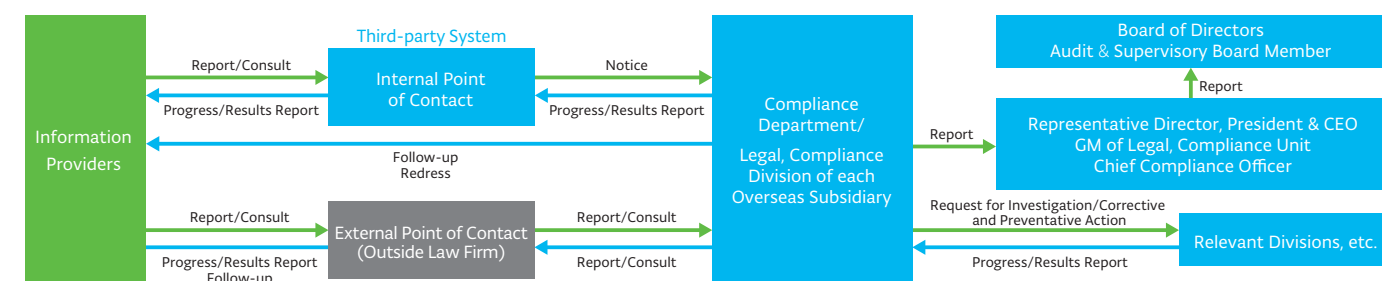 Third-party System
Information
Providers
Report/Consult
Progress/Results Report
Internal Point
of Contact
Notice
Progress/Results Report
Follow-up
Redress
Report/Consult
Progress/Results Report
Follow-up
External Point of Contact
(Outside Law Firm)
Report/Consult
Report/Consult
Compliance
Department/
Legal, Compliance
Division of each
Overseas Subsidiary
Report
Board of Directors
Audit & Supervisory Board Member
Report
Representative Director, President & CEO
GM of Legal, Compliance Unit
Chief Compliance Officer
Request for Investigation/Corrective
and Preventative Action
Progress/Results Report
Relevant Divisions, etc.